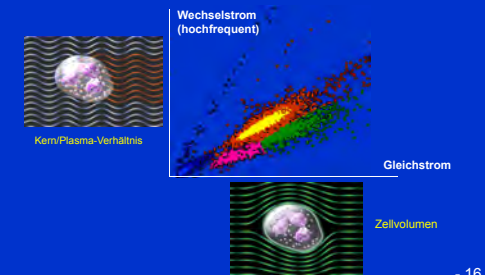 Wechselstrom
(hochfrequent)
Kern/Plasma-Verhältnis
Gleichstrom
Zellvolumen
16